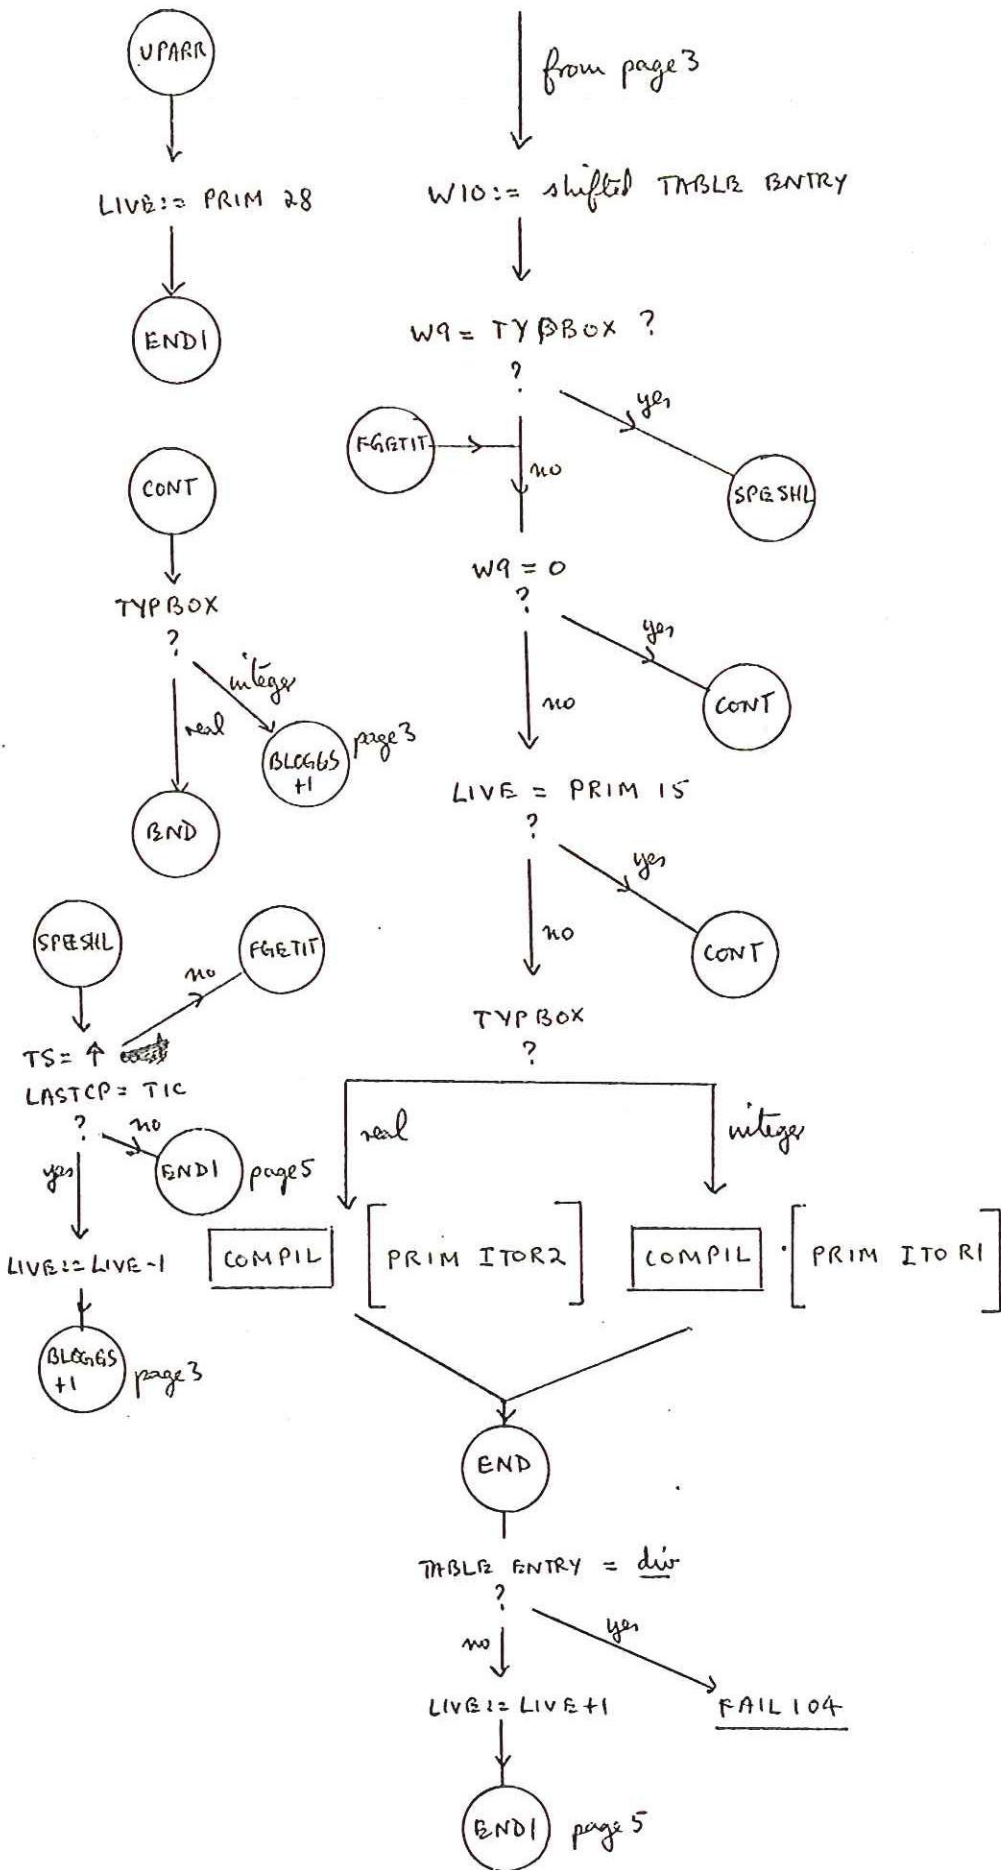 UPARR
LIVE:= PRIM 28
END1
CONT
TYPBOX
?
integer
real
BLOGGS
+1
page 3
END
SPESHL
FGETIT
no
TS= ↑
LASTCP= TIC
?
no
END1
page 5
yes
LIVE:= LIVE-1
BLOGGS
+1
page 3
from page 3
W10:= shifted TABLE ENTRY
W9= TYPBOX ?
?
yes
FGETIT
no
SPESHL
W9 = 0
?
yes
no
CONT
LIVE = PRIM 15
?
yes
no
CONT
TYPBOX
?
real
integer
COMPIL
PRIM ITOR2
COMPIL
PRIM ITOR1
END
TABLE ENTRY = div
?
yes
no
LIVE:= LIVE+1
FAIL 104
END1
page 5